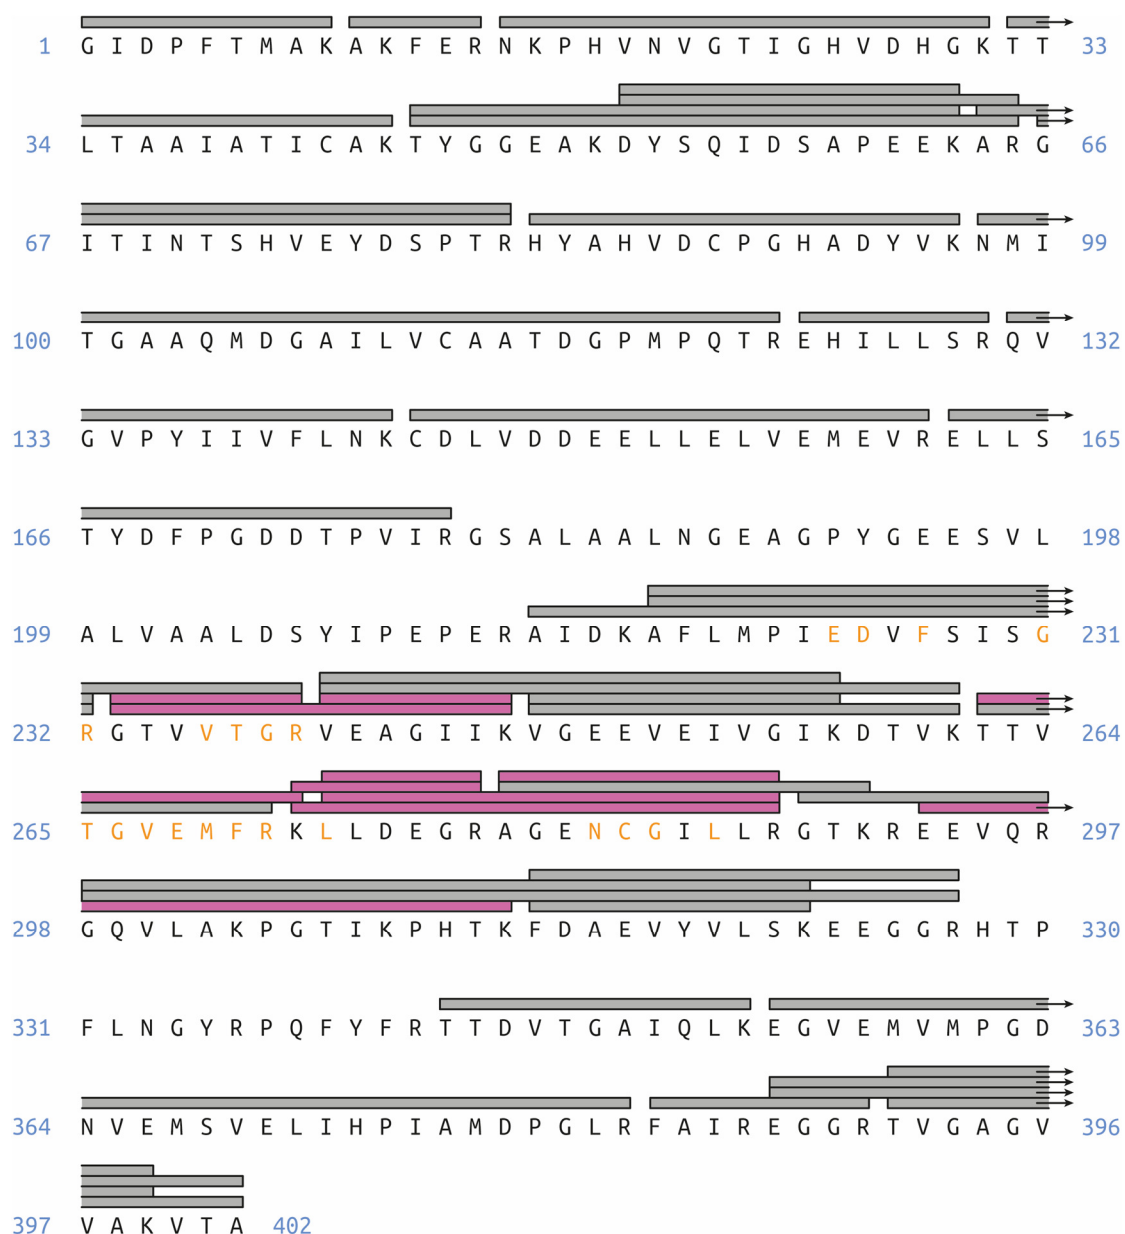 1 G I D P F T M A K A K F E R N K P H V N V G T I G H V D H G K T T 33
34 L T A A I A T I C A K T Y G G E A K D Y S Q I D S A P E E K A R G 66
67 I T I N T S H V E Y D S P T R H Y A H V D C P G H A D Y V K N M I 99
100 T G A A Q M D G A I L V C A A T D G P M P Q T R E H I L L S R Q V 132
133 G V P Y I I V F L N K C D L V D D E E L L E L V E M E V R E L L S 165
166 T Y D F P G D D T P V I R G S A L A A L N G E A G P Y G E E S V L 198
199 A L V A A L D S Y I P E P E R A I D K A F L M P I E D V F S I S G 231
232 R G T V V T G R V E A G I I K V G E E V E I V G I K D T V K T T V 264
265 T G V E M F R K L L D E G R A G E N C G I L L R G T K R E E V Q R 297
298 G Q V L A K P G T I K P H T K F D A E V Y V L S K E E G G R H T P 330
331 F L N G Y R P Q F Y F R T T D V T G A I Q L K E G V E M V M P G D 363
364 N V E M S V E L I H P I A M D P G L R F A I R E G G R T V G A G V 396
397 V A K V T A 402